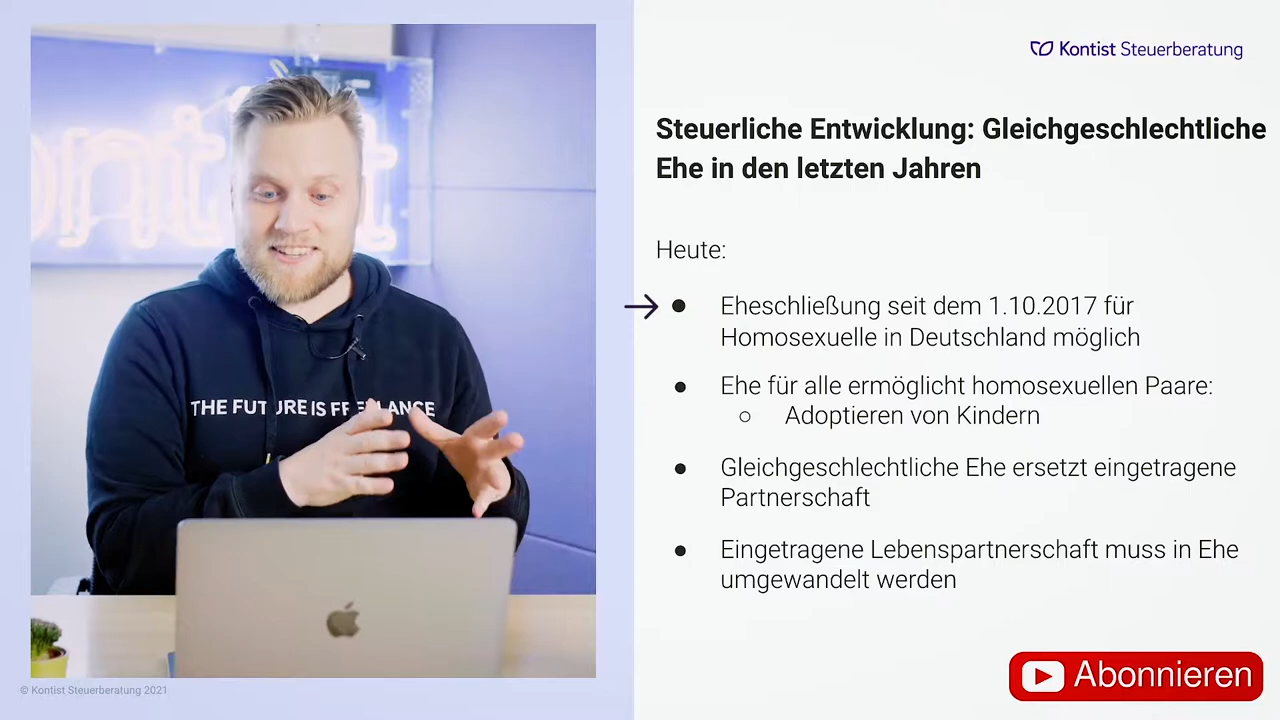 Kontist Steuerberatung
Steuerliche Entwicklung: Gleichgeschlechtliche
Ehe in den letzten Jahren
Heute:
→ ● Eheschließung seit dem 1.10.2017 für
Homosexuelle in Deutschland möglich
● Ehe für alle ermöglicht homosexuellen Paare:
○ Adoptieren von Kindern
● Gleichgeschlechtliche Ehe ersetzt eingetragene
Partnerschaft
● Eingetragene Lebenspartnerschaft muss in Ehe
umgewandelt werden
THE FUTURE IS FREELANCE
Abonnieren
© Kontist Steuerberatung 2021